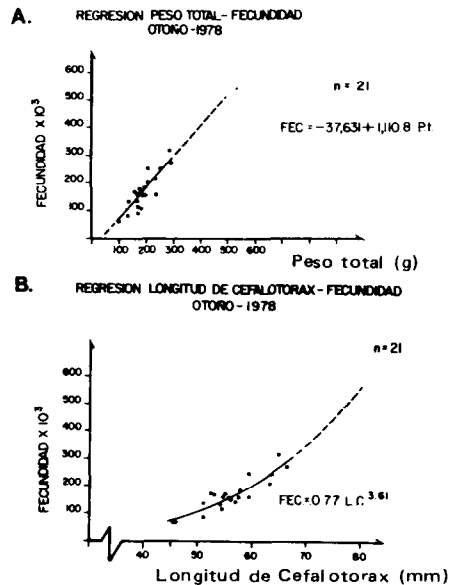 A.
REGRESION PESO TOTAL - FECUNDIDAD
OTOÑO - 1978
FECUNDIDAD X 10³
600
500
400
300
200
100
n = 21
FEC = -37,631 + 1,110.8 P.t.
100 200 300 400 500 600
Peso total (g)
B.
REGRESION LONGITUD DE CEFALOTORAX - FECUNDIDAD
OTOÑO - 1978
FECUNDIDAD X 10³
600
500
400
300
200
100
n = 21
FEC = 0.77 L.C.³·⁶¹
40 50 60 70 80
Longitud de Cefalotorax (mm)